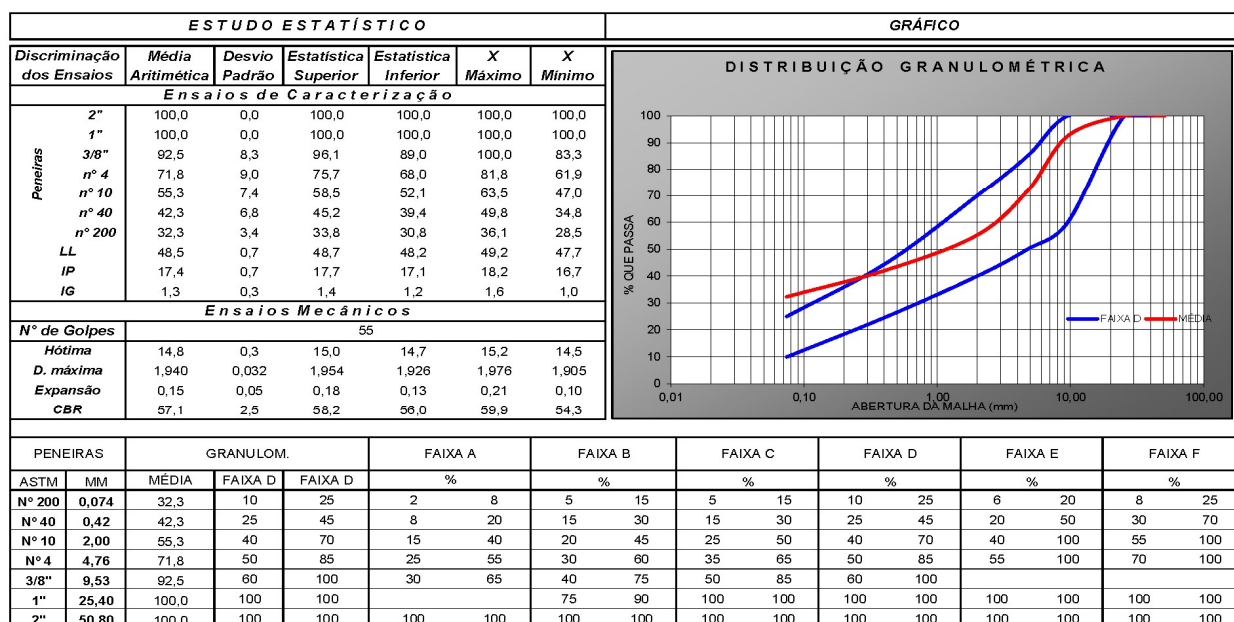 ESTUDO ESTATÍSTICO
GRÁFICO
Discriminação Média Desvio Estatística Estatistica X X
dos Ensaios Aritimética Padrão Superior Inferior Máximo Mínimo
Ensaios de Caracterização
Peneiras
2" 100,0 0,0 100,0 100,0 100,0 100,0
1" 100,0 0,0 100,0 100,0 100,0 100,0
3/8" 92,5 8,3 96,1 89,0 100,0 83,3
nº 4 71,8 9,0 75,7 68,0 81,8 61,9
nº 10 55,3 7,4 58,5 52,1 63,5 47,0
nº 40 42,3 6,8 45,2 39,4 49,8 34,8
nº 200 32,3 3,4 33,8 30,8 36,1 28,5
LL 48,5 0,7 48,7 48,2 49,2 47,7
IP 17,4 0,7 17,7 17,1 18,2 16,7
IG 1,3 0,3 1,4 1,2 1,6 1,0
Ensaios Mecânicos
N° de Golpes 55
Hótima 14,8 0,3 15,0 14,7 15,2 14,5
D. máxima 1,940 0,032 1,954 1,926 1,976 1,905
Expansão 0,15 0,05 0,18 0,13 0,21 0,10
CBR 57,1 2,5 58,2 56,0 59,9 54,3
DISTRIBUIÇÃO GRANULOMÉTRICA
% QUE PASSA
100
90
80
70
60
50
40
30
20
10
0
FAIXA D MÉDIA
0,01 0,10 1,00 10,00 100,00
ABERTURA DA MALHA (mm)
PENEIRAS GRANULOM. FAIXA A FAIXA B FAIXA C FAIXA D FAIXA E FAIXA F
ASTM MM MÉDIA FAIXA D FAIXA D % % % % % %
Nº 200 0,074 32,3 10 25 2 8 5 15 5 15 10 25 6 20 8 25
Nº 40 0,42 42,3 25 45 8 20 15 30 15 30 25 45 20 50 30 70
Nº 10 2,00 55,3 40 70 15 40 20 45 25 50 40 70 40 100 55 100
Nº 4 4,76 71,8 50 85 25 55 30 60 35 65 50 85 55 100 70 100
3/8" 9,53 92,5 60 100 30 65 40 75 50 85 60 100
1" 25,40 100,0 100 100 75 90 100 100 100 100 100 100 100 100
2" 50,80 100,0 100 100 100 100 100 100 100 100 100 100 100 100 100 100